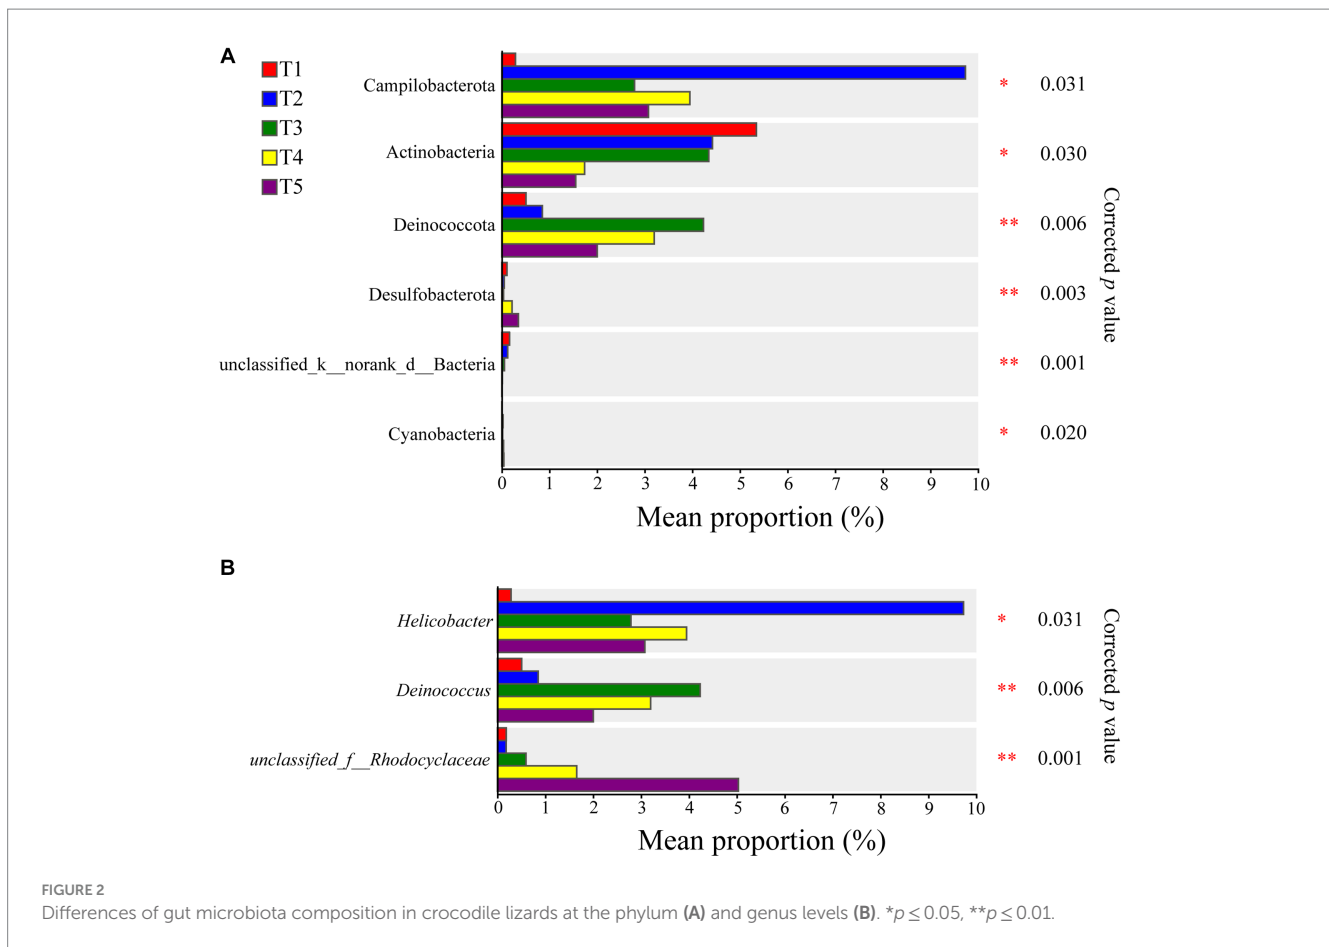 A
T1
T2
T3
T4
T5
Campilobacterota
Actinobacteria
Deinococcota
Desulfobacterota
unclassified_k__norank_d__Bacteria
Cyanobacteria
* 0.031
* 0.030
** 0.006
** 0.003
** 0.001
* 0.020
Corrected p value
0 1 2 3 4 5 6 7 8 9 10
Mean proportion (%)
B
Helicobacter
Deinococcus
unclassified_f__Rhodocyclaceae
* 0.031
** 0.006
** 0.001
Corrected p value
0 1 2 3 4 5 6 7 8 9 10
Mean proportion (%)
FIGURE 2
Differences of gut microbiota composition in crocodile lizards at the phylum (A) and genus levels (B). *p ≤ 0.05, **p ≤ 0.01.